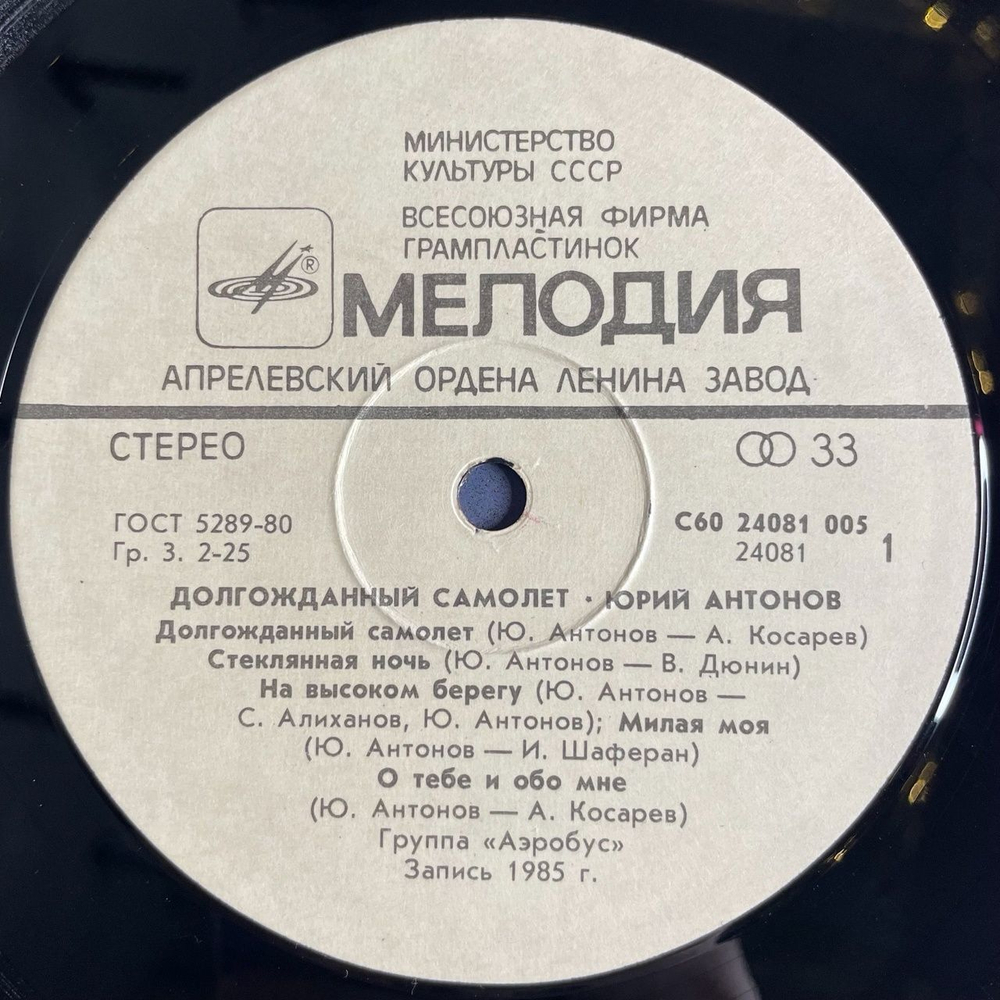 МИНИСТЕРСТВО
КУЛЬТУРЫ СССР
ВСЕСОЮЗНАЯ ФИРМА
ГРАМПЛАСТИНОК
®
МЕЛОДИЯ
АПРЕЛЕВСКИЙ ОРДЕНА ЛЕНИНА ЗАВОД
СТЕРЕО
33
ГОСТ 5289-80
Гр. 3. 2-25
С60 24081 005
24081
1
ДОЛГОЖДАННЫЙ САМОЛЕТ · ЮРИЙ АНТОНОВ
Долгожданный самолет (Ю. Антонов — А. Косарев)
Стеклянная ночь (Ю. Антонов — В. Дюнин)
На высоком берегу (Ю. Антонов —
С. Алиханов, Ю. Антонов); Милая моя
(Ю. Антонов — И. Шаферан)
О тебе и обо мне
(Ю. Антонов — А. Косарев)
Группа «Аэробус»
Запись 1985 г.